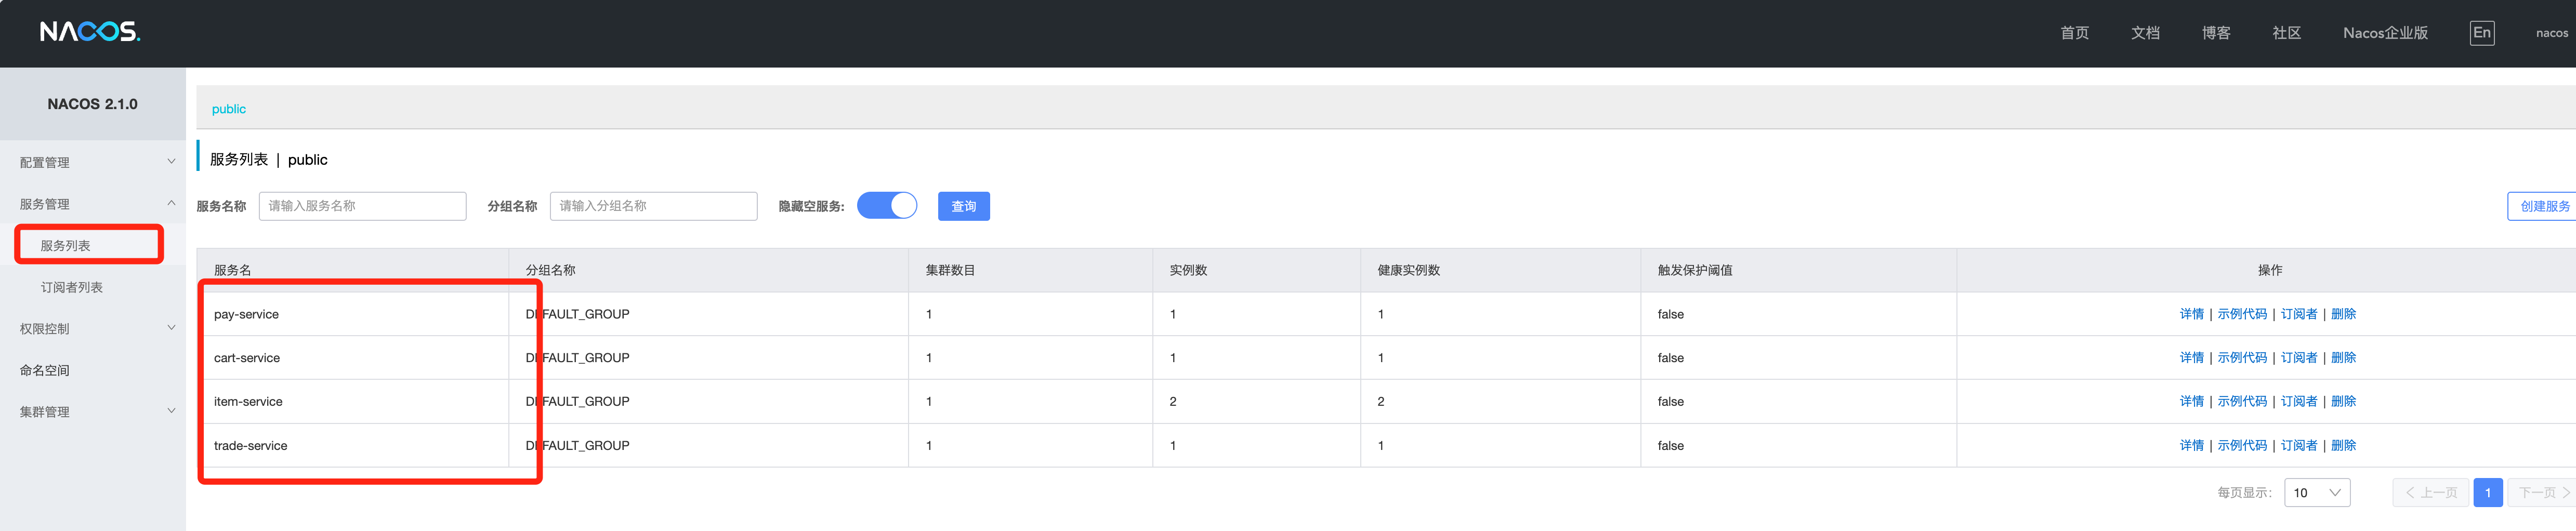 NACOS.
首页 文档 博客 社区 Nacos企业版 En nacos
NACOS 2.1.0
配置管理
服务管理
服务列表
订阅者列表
权限控制
命名空间
集群管理
public
服务列表 | public
服务名称 请输入服务名称 分组名称 请输入分组名称 隐藏空服务: 查询 创建服务
服务名 分组名称 集群数目 实例数 健康实例数 触发保护阈值 操作
pay-service DEFAULT_GROUP 1 1 1 false 详情 | 示例代码 | 订阅者 | 删除
cart-service DEFAULT_GROUP 1 1 1 false 详情 | 示例代码 | 订阅者 | 删除
item-service DEFAULT_GROUP 1 2 2 false 详情 | 示例代码 | 订阅者 | 删除
trade-service DEFAULT_GROUP 1 1 1 false 详情 | 示例代码 | 订阅者 | 删除
每页显示: 10 上一页 1 下一页